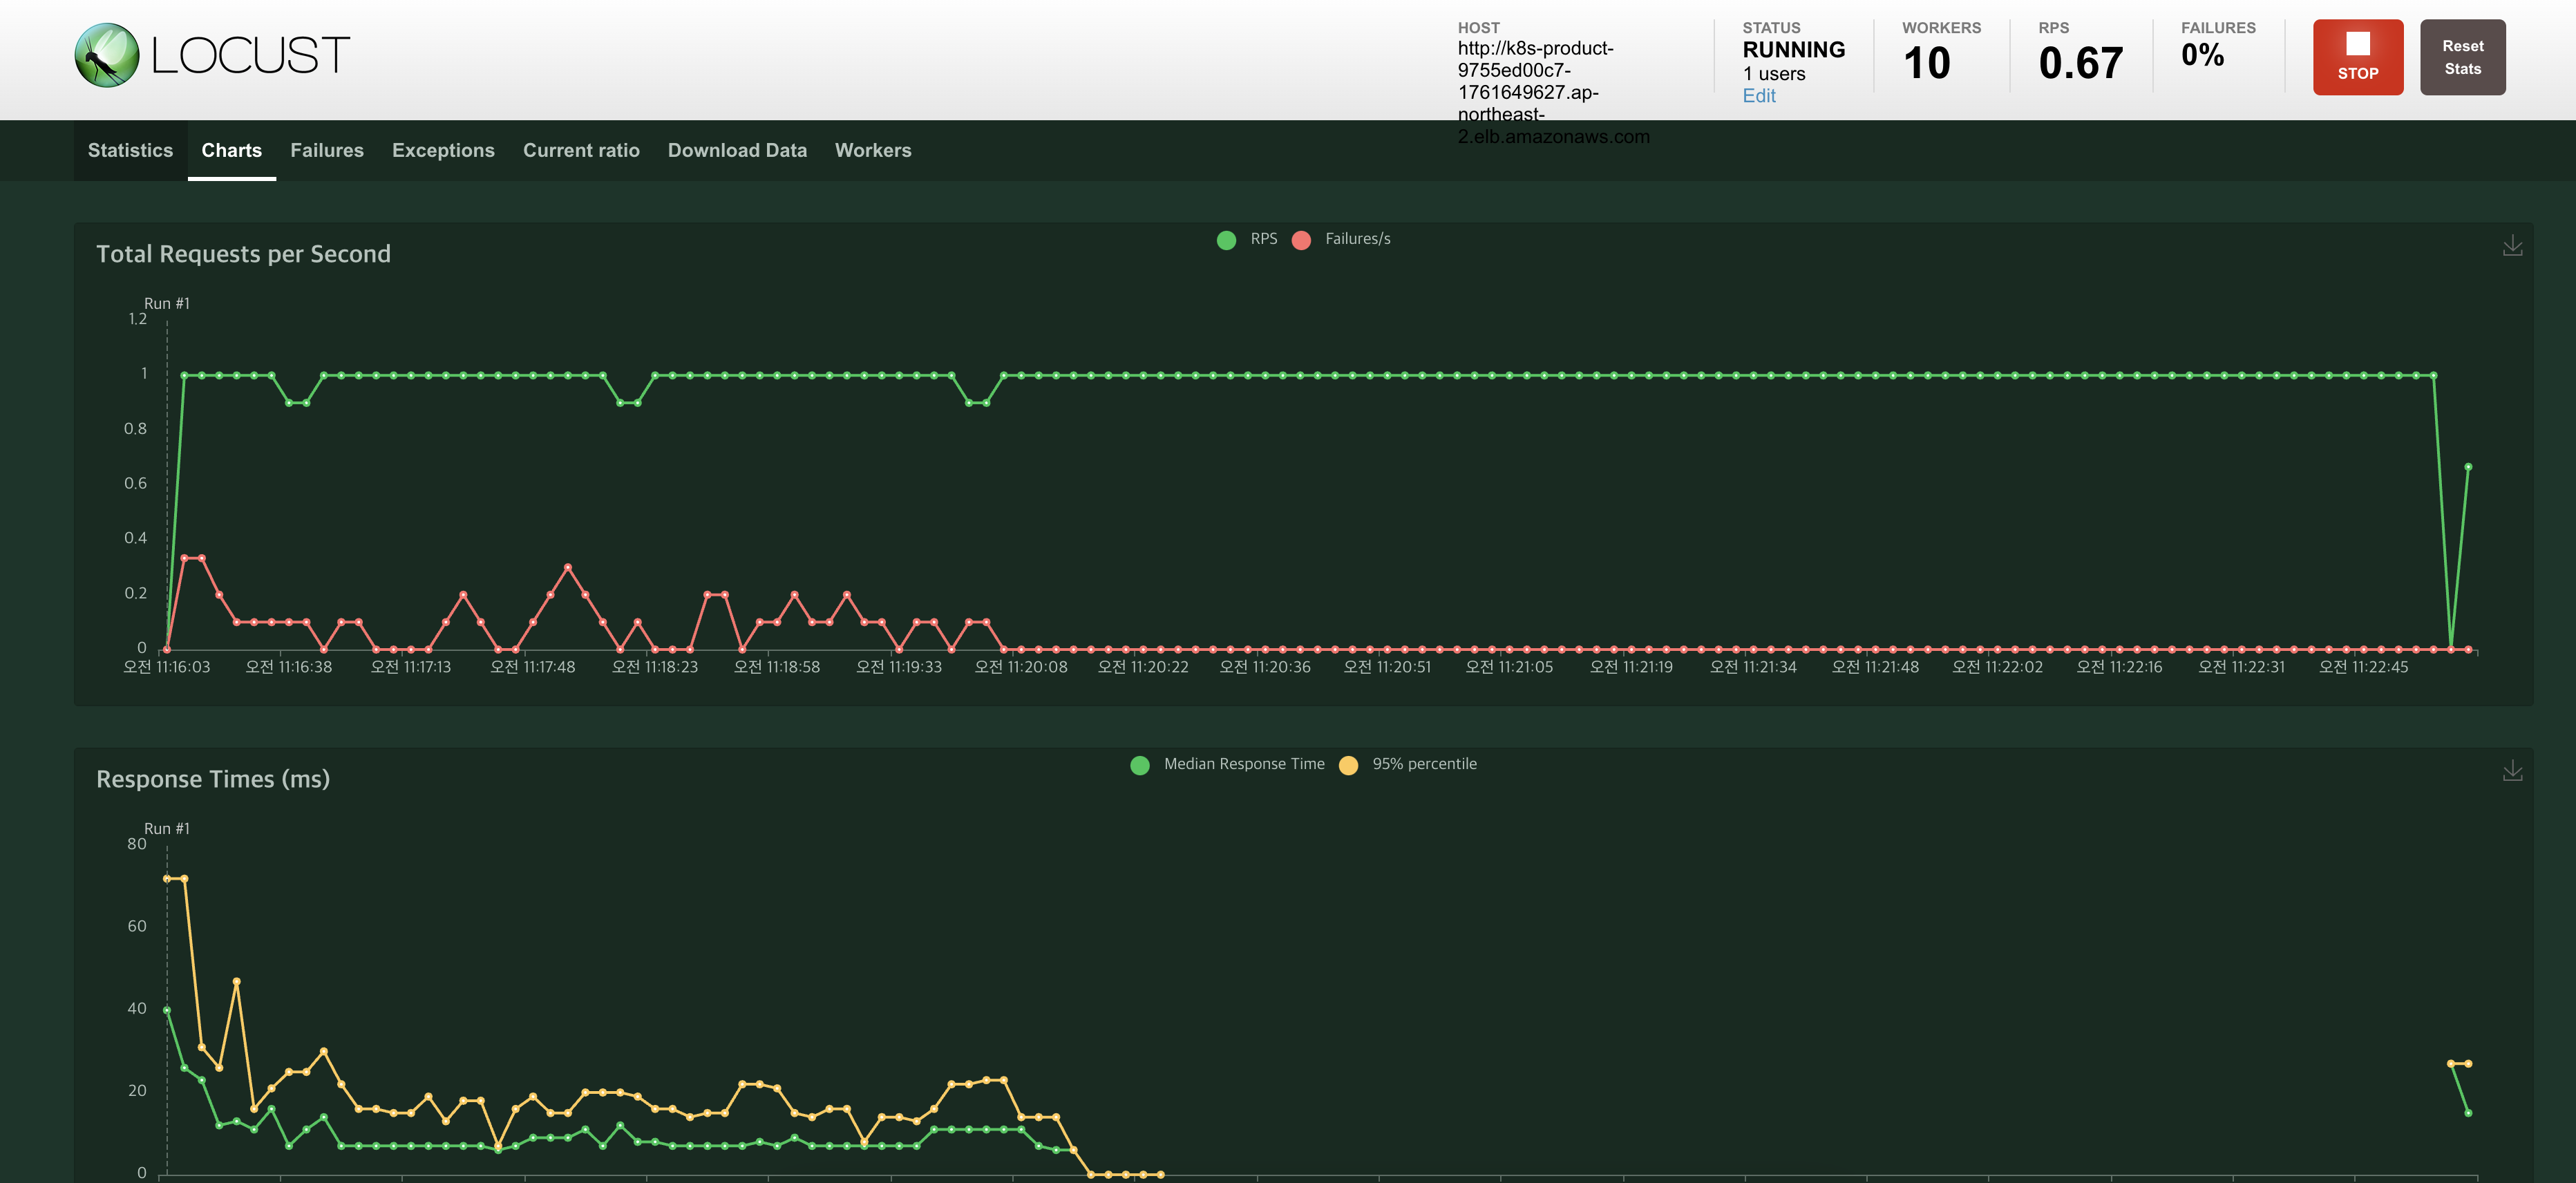 LOCUST
HOST
http://k8s-product-
9755ed00c7-
1761649627.ap-
northeast-
2.elb.amazonaws.com
STATUS
RUNNING
1 users
Edit
WORKERS
10
RPS
0.67
FAILURES
0%
STOP
Reset
Stats
Statistics Charts Failures Exceptions Current ratio Download Data Workers
Total Requests per Second
RPS Failures/s
Run #1
1.2
1
0.8
0.6
0.4
0.2
0
오전 11:16:03 오전 11:16:38 오전 11:17:13 오전 11:17:48 오전 11:18:23 오전 11:18:58 오전 11:19:33 오전 11:20:08 오전 11:20:22 오전 11:20:36 오전 11:20:51 오전 11:21:05 오전 11:21:19 오전 11:21:34 오전 11:21:48 오전 11:22:02 오전 11:22:16 오전 11:22:31 오전 11:22:45
Response Times (ms)
Median Response Time 95% percentile
Run #1
80
60
40
20
0